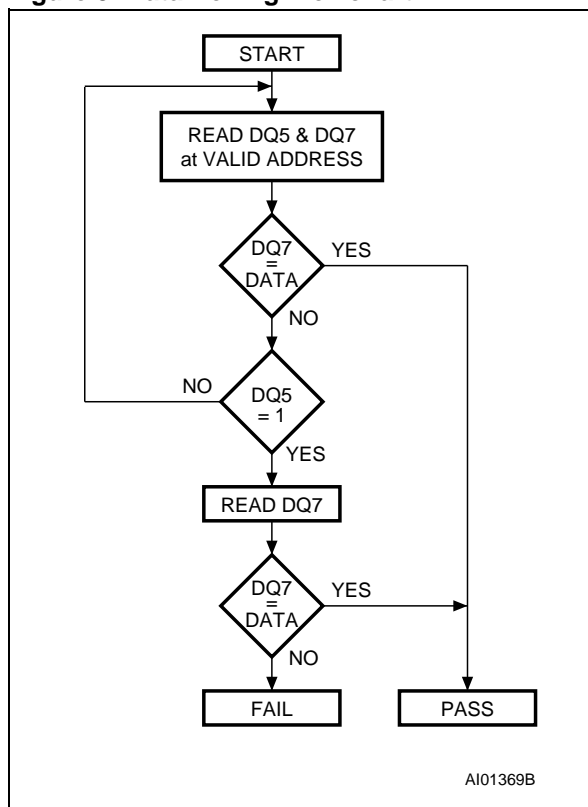 START
READ DQ5 & DQ7
at VALID ADDRESS
DQ7
=
DATA
YES
NO
NO
DQ5
= 1
YES
READ DQ7
DQ7
=
DATA
YES
NO
FAIL
PASS
AI01369B